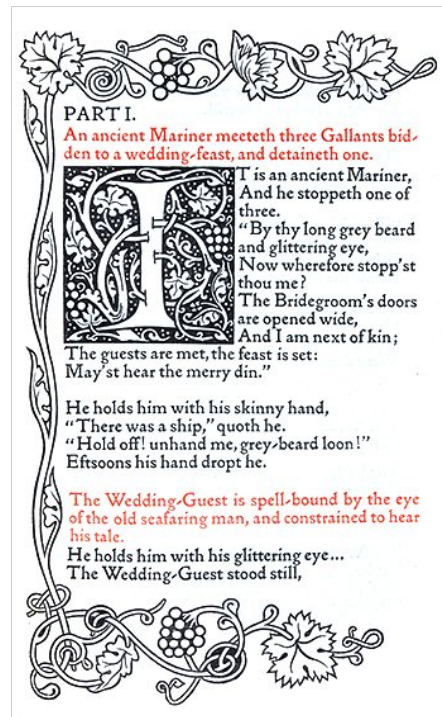 PART I.
An ancient Mariner meeteth three Gallants bid-
den to a wedding-feast, and detaineth one.
IT is an ancient Mariner,
And he stoppeth one of
three.
"By thy long grey beard
and glittering eye,
Now wherefore stopp'st
thou me?
The Bridegroom's doors
are opened wide,
And I am next of kin;
The guests are met, the feast is set:
May'st hear the merry din."
He holds him with his skinny hand,
"There was a ship," quoth he.
"Hold off! unhand me, grey-beard loon!"
Eftsoons his hand dropt he.
The Wedding-Guest is spell-bound by the eye
of the old seafaring man, and constrained to hear
his tale.
He holds him with his glittering eye...
The Wedding-Guest stood still,